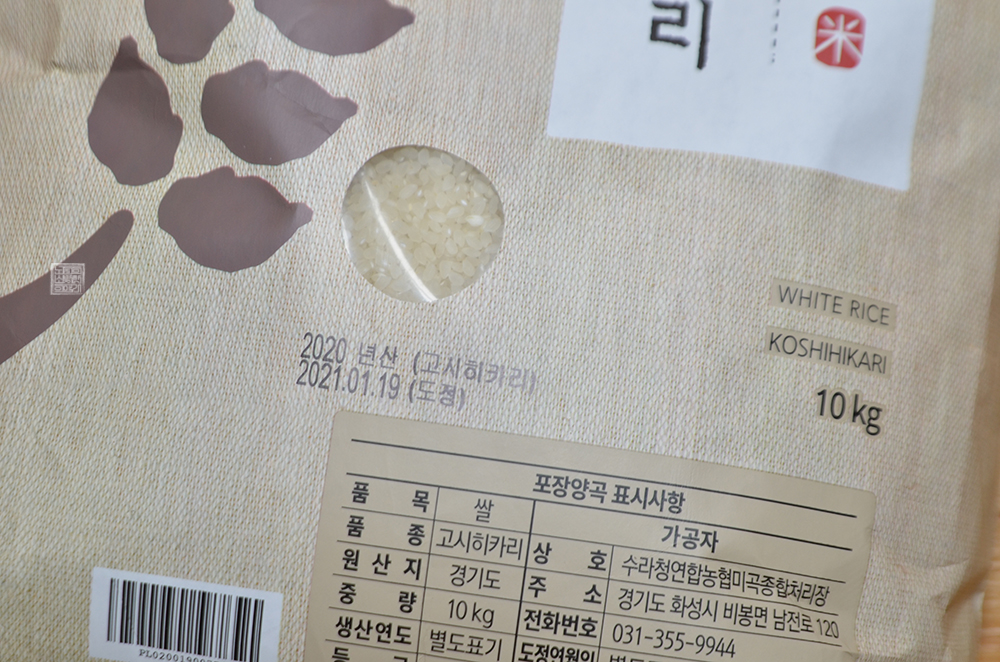 리
米
WHITE RICE
KOSHIHIKARI
10 kg
2020 년산 (고시히카리)
2021.01.19 (도정)
포장양곡 표시사항
품 목 쌀 가공자
품 종 고시히카리 상 호 수라청연합농협미곡종합처리장
원 산 지 경기도 주 소 경기도 화성시 비봉면 남전로 120
중 량 10 kg 전화번호 031-355-9944
생산연도 별도표기 도정연월일